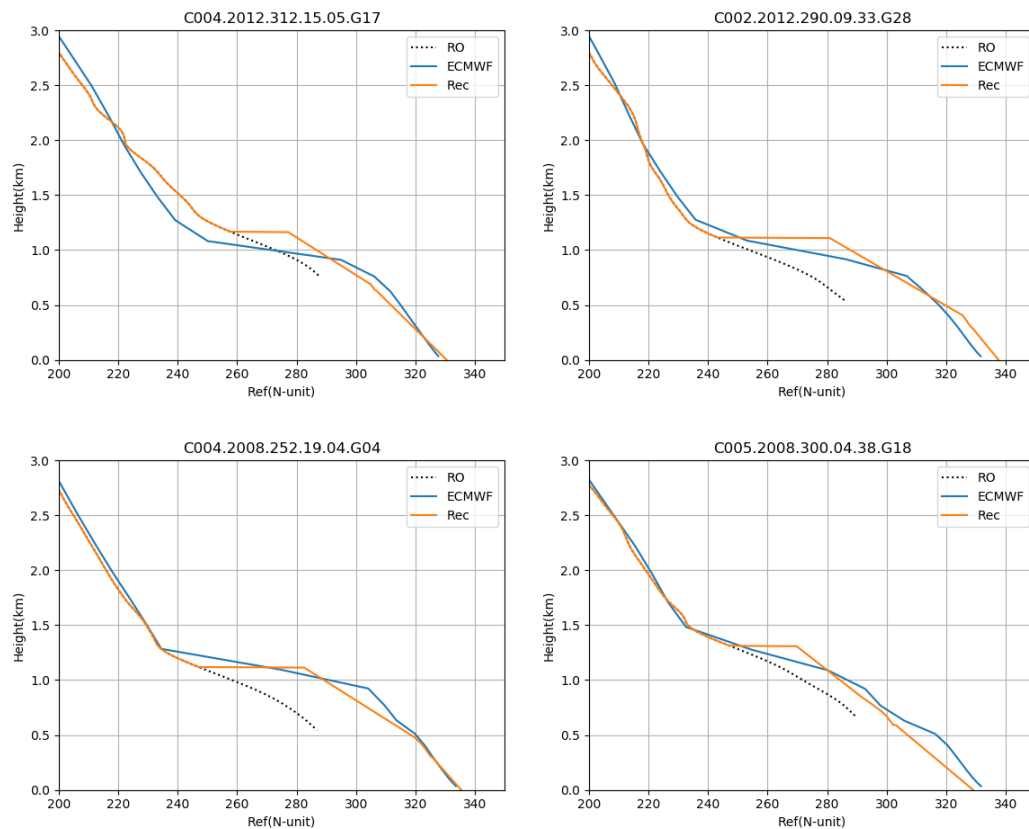 C004.2012.312.15.05.G17
3.0
2.5
2.0
1.5
1.0
0.5
0.0
Height(km)
RO
ECMWF
Rec
200 220 240 260 280 300 320 340
Ref(N-unit)
C002.2012.290.09.33.G28
3.0
2.5
2.0
1.5
1.0
0.5
0.0
Height(km)
RO
ECMWF
Rec
200 220 240 260 280 300 320 340
Ref(N-unit)
C004.2008.252.19.04.G04
3.0
2.5
2.0
1.5
1.0
0.5
0.0
Height(km)
RO
ECMWF
Rec
200 220 240 260 280 300 320 340
Ref(N-unit)
C005.2008.300.04.38.G18
3.0
2.5
2.0
1.5
1.0
0.5
0.0
Height(km)
RO
ECMWF
Rec
200 220 240 260 280 300 320 340
Ref(N-unit)